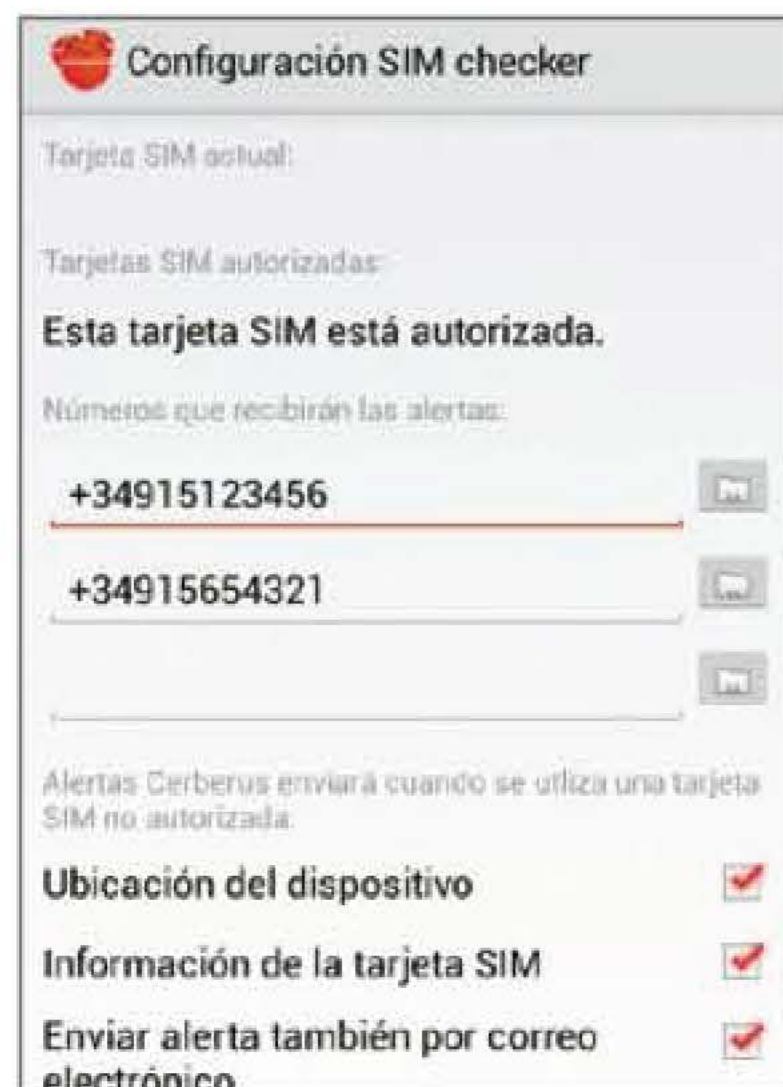 Configuración SIM checker
Tarjeta SIM actual:
Tarjetas SIM autorizadas:
Esta tarjeta SIM está autorizada.
Números que recibirán las alertas:
+34915123456
+34915654321
Alertas Cerberus enviará cuando se utiliza una tarjeta
SIM no autorizada:
Ubicación del dispositivo
Información de la tarjeta SIM
Enviar alerta también por correo
electrónico